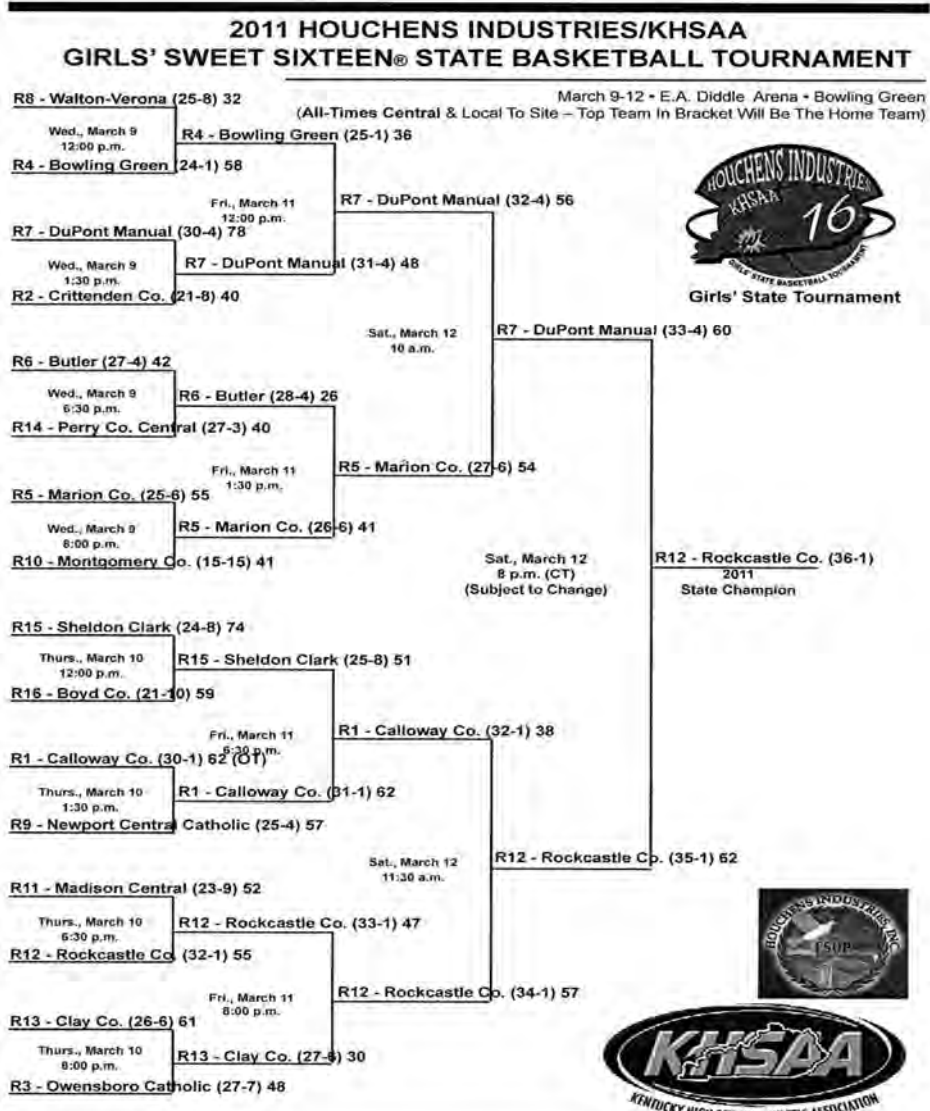 2011 HOUCHENS INDUSTRIES/KHSAA
GIRLS' SWEET SIXTEEN® STATE BASKETBALL TOURNAMENT
March 9-12 • E.A. Diddle Arena • Bowling Green
(All-Times Central & Local To Site – Top Team In Bracket Will Be The Home Team)
R8 - Walton-Verona (25-8) 32
Wed., March 9
12:00 p.m.
R4 - Bowling Green (25-1) 36
R4 - Bowling Green (24-1) 58
Fri., March 11
12:00 p.m.
R7 - DuPont Manual (32-4) 56
R7 - DuPont Manual (30-4) 78
Wed., March 9
1:30 p.m.
R7 - DuPont Manual (31-4) 48
R2 - Crittenden Co. (21-8) 40
HOUCHENS INDUSTRIES
KHSAA
16
GIRLS' STATE BASKETBALL TOURNAMENT
Girls' State Tournament
Sat., March 12
10 a.m.
R7 - DuPont Manual (33-4) 60
R6 - Butler (27-4) 42
Wed., March 9
6:30 p.m.
R6 - Butler (28-4) 26
R14 - Perry Co. Central (27-3) 40
Fri., March 11
1:30 p.m.
R5 - Marion Co. (27-6) 54
R5 - Marion Co. (25-6) 55
Wed., March 9
8:00 p.m.
R5 - Marion Co. (26-6) 41
R10 - Montgomery Co. (15-15) 41
Sat., March 12
8 p.m. (CT)
(Subject to Change)
R12 - Rockcastle Co. (36-1)
2011
State Champion
R15 - Sheldon Clark (24-8) 74
Thurs., March 10
12:00 p.m.
R15 - Sheldon Clark (25-8) 51
R16 - Boyd Co. (21-10) 59
Fri., March 11
6:30 p.m.
R1 - Calloway Co. (32-1) 38
R1 - Calloway Co. (30-1) 62 (OT)
Thurs., March 10
1:30 p.m.
R1 - Calloway Co. (31-1) 62
R9 - Newport Central Catholic (25-4) 57
Sat., March 12
11:30 a.m.
R12 - Rockcastle Co. (35-1) 62
R11 - Madison Central (23-9) 52
Thurs., March 10
6:30 p.m.
R12 - Rockcastle Co. (33-1) 47
R12 - Rockcastle Co. (32-1) 55
Fri., March 11
8:00 p.m.
R12 - Rockcastle Co. (34-1) 57
R13 - Clay Co. (26-6) 61
Thurs., March 10
8:00 p.m.
R13 - Clay Co. (27-6) 30
R3 - Owensboro Catholic (27-7) 48
HOUCHENS INDUSTRIES, INC
ESOP
KHSAA